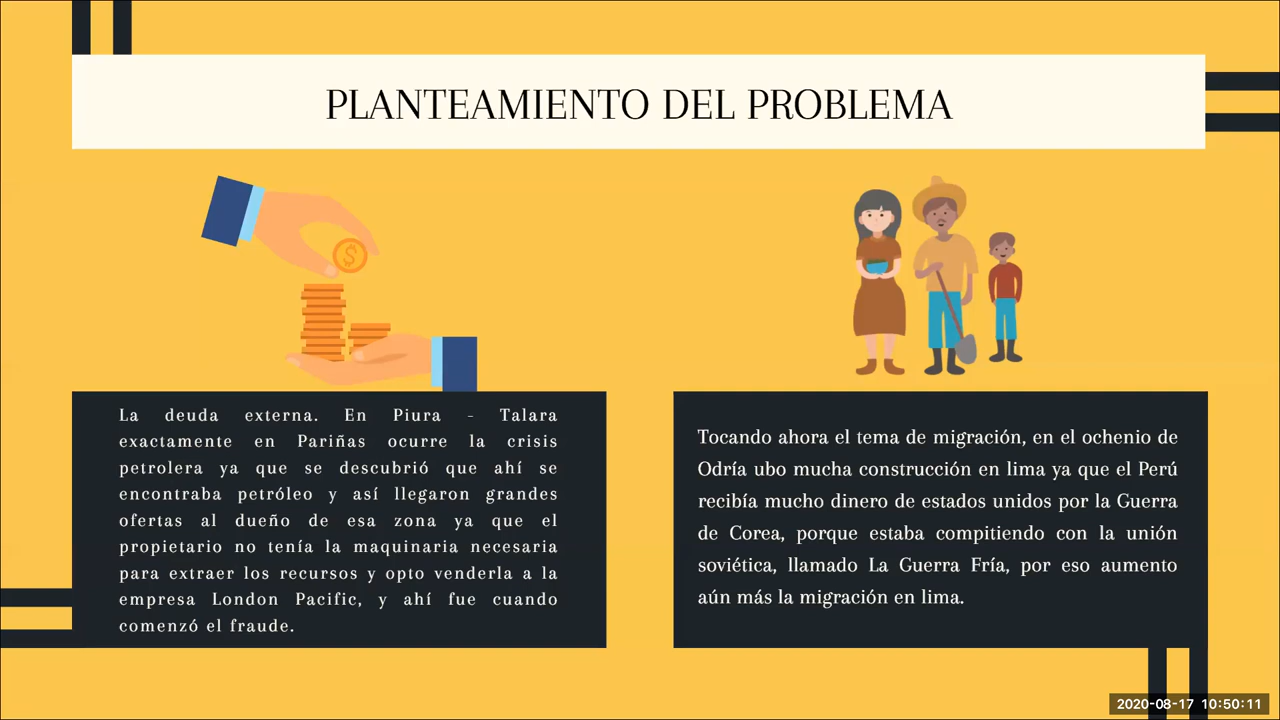 PLANTEAMIENTO DEL PROBLEMA
$
La deuda externa. En Piura - Talara
exactamente en Pariñas ocurre la crisis
petrolera ya que se descubrió que ahí se
encontraba petróleo y así llegaron grandes
ofertas al dueño de esa zona ya que el
propietario no tenía la maquinaria necesaria
para extraer los recursos y opto venderla a la
empresa London Pacific, y ahí fue cuando
comenzó el fraude.
Tocando ahora el tema de migración, en el ochenio de
Odría ubo mucha construcción en lima ya que el Perú
recibía mucho dinero de estados unidos por la Guerra
de Corea, porque estaba compitiendo con la unión
soviética, llamado La Guerra Fría, por eso aumento
aún más la migración en lima.
2020-08-17 10:50:11